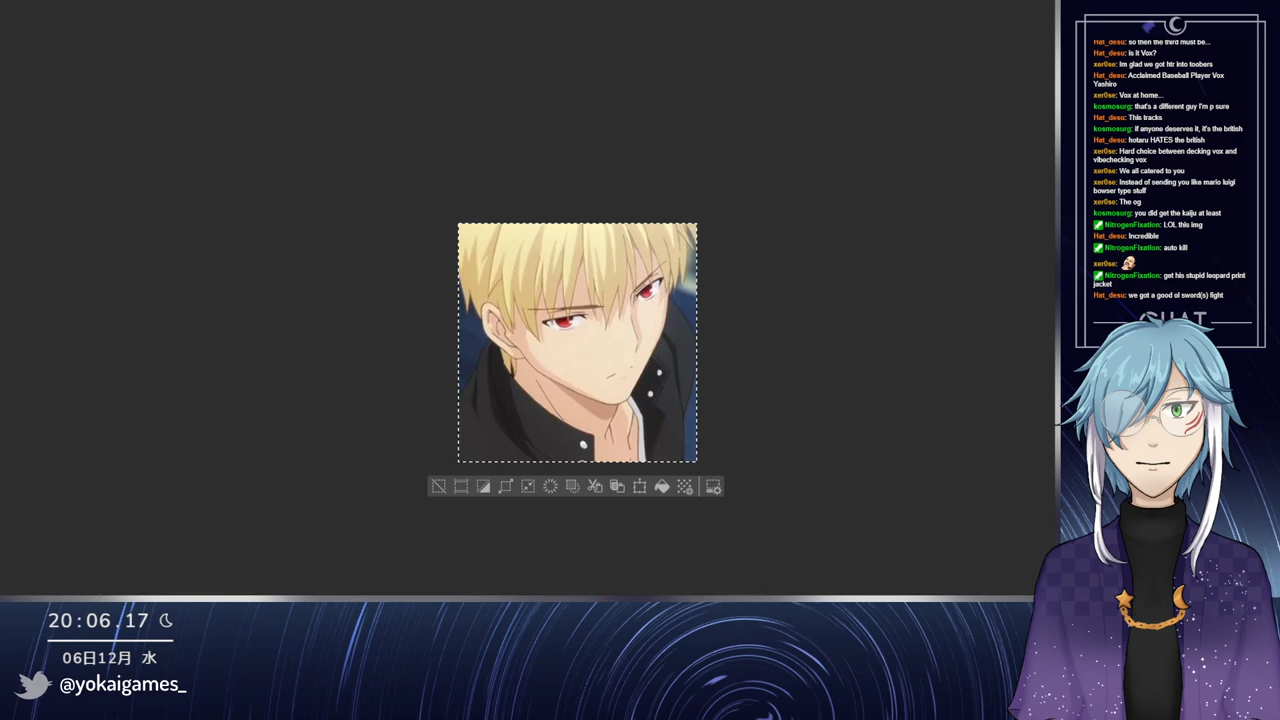 Hat_desu: so then the third must be...
Hat_desu: is it Vox?
xer0se: Im glad we got htr into toobers
Hat_desu: Acclaimed Baseball Player Vox
Yashiro
xer0se: Vox at home...
kosmosurg: that's a different guy I'm p sure
Hat_desu: This tracks
kosmosurg: If anyone deserves it, it's the british
Hat_desu: hotaru HATES the british
xer0se: Hard choice between decking vox and
vibechecking vox
xer0se: We all catered to you
xer0se: Instead of sending you like mario luigi
bowser type stuff
xer0se: The og
kosmosurg: you did get the kaiju at least
NitrogenFixation: LOL this img
Hat_desu: Incredible
NitrogenFixation: auto kill
xer0se:
NitrogenFixation: get his stupid leopard print
jacket
Hat_desu: we got a good ol sword(s) fight
CHAT
20:06.17
06日12月 水
@yokaigames_